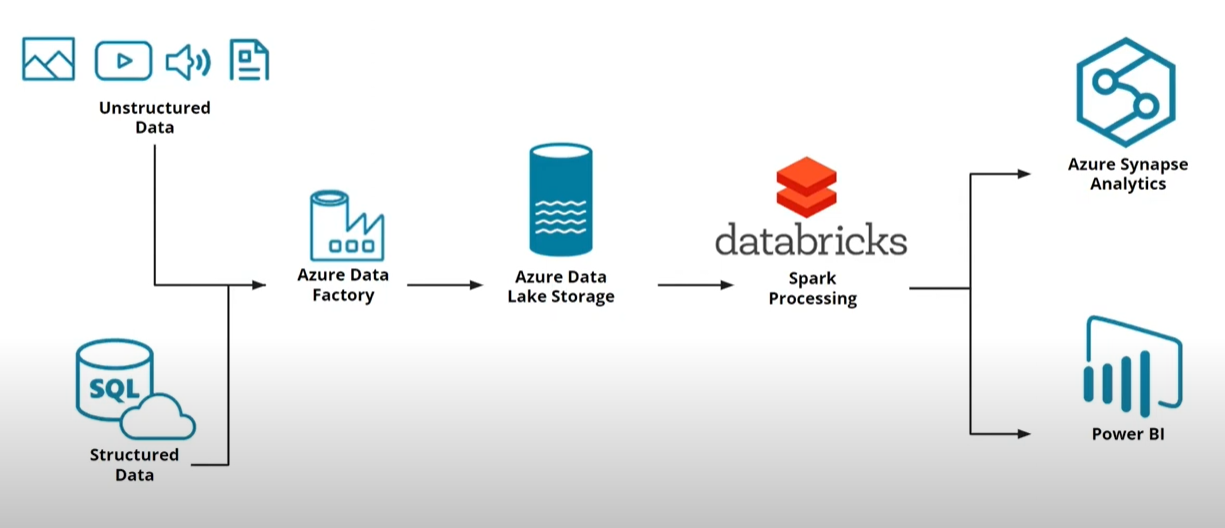 Unstructured
Data
SQL
Structured
Data
Azure Data
Factory
Azure Data
Lake Storage
databricks
Spark
Processing
Azure Synapse
Analytics
Power BI